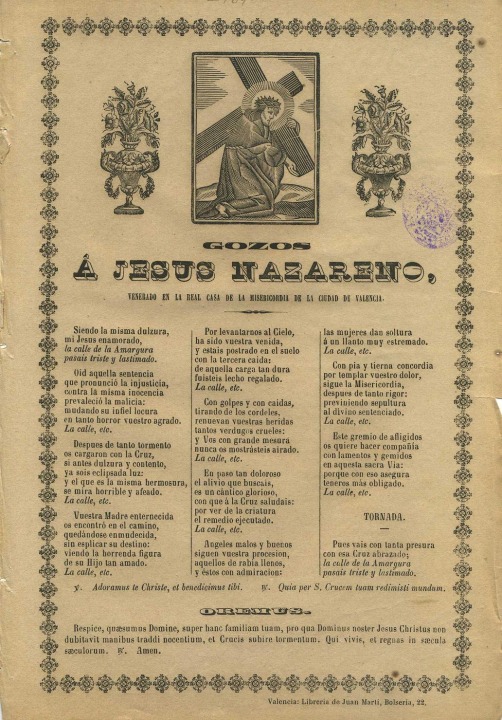 GOZOS
Á JESUS NAZARENO,
VENERADO EN LA REAL CASA DE LA MISERICORDIA DE LA CIUDAD DE VALENCIA.
Siendo la misma dulzura,
mi Jesus enamorado,
la calle de la Amargura
pasais triste y lastimado.
Oid aquella sentencia
que pronunció la injusticia,
contra la misma inocencia
prevaleció la malicia:
mudando su infiel locura
en tanto horror vuestro agrado.
La calle, etc.
Despues de tanto tormento
os cargaron con la Cruz,
si antes dulzura y contento,
ya sois eclipsada luz:
y el que es la misma hermosura,
se mira horrible y afeado.
La calle, etc.
Vuestra Madre enternecida
os encontró en el camino,
quedándose enmudecida,
sin esplicar su destino:
viendo la horrenda figura
de su Hijo tan amado.
La calle, etc.
Por levantarnos al Cielo,
ha sido vuestra venida,
y estais postrado en el suelo
con la tercera caida:
de aquella carga tan dura
fuisteis lecho regalado.
La calle, etc.
Con golpes y con caidas,
tirando de los cordeles,
renuevan vuestras heridas
tantos verdugos crueles:
y Vos con grande mesura
nunca os mostrásteis airado.
La calle, etc.
En paso tan doloroso
el alivio que buscais,
es un cántico glorioso,
con que á la Cruz saludais:
por ver de la criatura
el remedio ejecutado.
La calle, etc.
Angeles malos y buenos
siguen vuestra procesion,
aquellos de rabia llenos,
y éstos con admiracion:
las mujeres dan soltura
á un llanto muy estremado.
La calle, etc.
Con pia y tierna concordia
por templar vuestro dolor,
sigue la Misericordia,
despues de tanto rigor:
previniendo sepultura
al divino sentenciado.
La calle, etc.
Este gremio de afligidos
os quiere hacer compañía
con lamentos y gemidos
en aquesta sacra Via:
porque con eso asegura
teneros más obligado.
La calle, etc.
TORNADA.
Pues vais con tanta presura
con esa Cruz abrazado;
la calle de la Amargura
pasais triste y lastimado.
℣. Adoramus te Christe, et benedicimus tibi. ℟. Quia per S. Crucem tuam redimisti mundum.
OREMUS.
Respice, quæsumus Domine, super hanc familiam tuam, pro qua Dominus noster Jesus Christus non
dubitavit manibus traddi nocentium, et Crucis subire tormentum. Qui vivis, et regnas in sæcula
sæculorum. ℟. Amen.
Valencia: Librería de Juan Martí, Bolsería, 22.